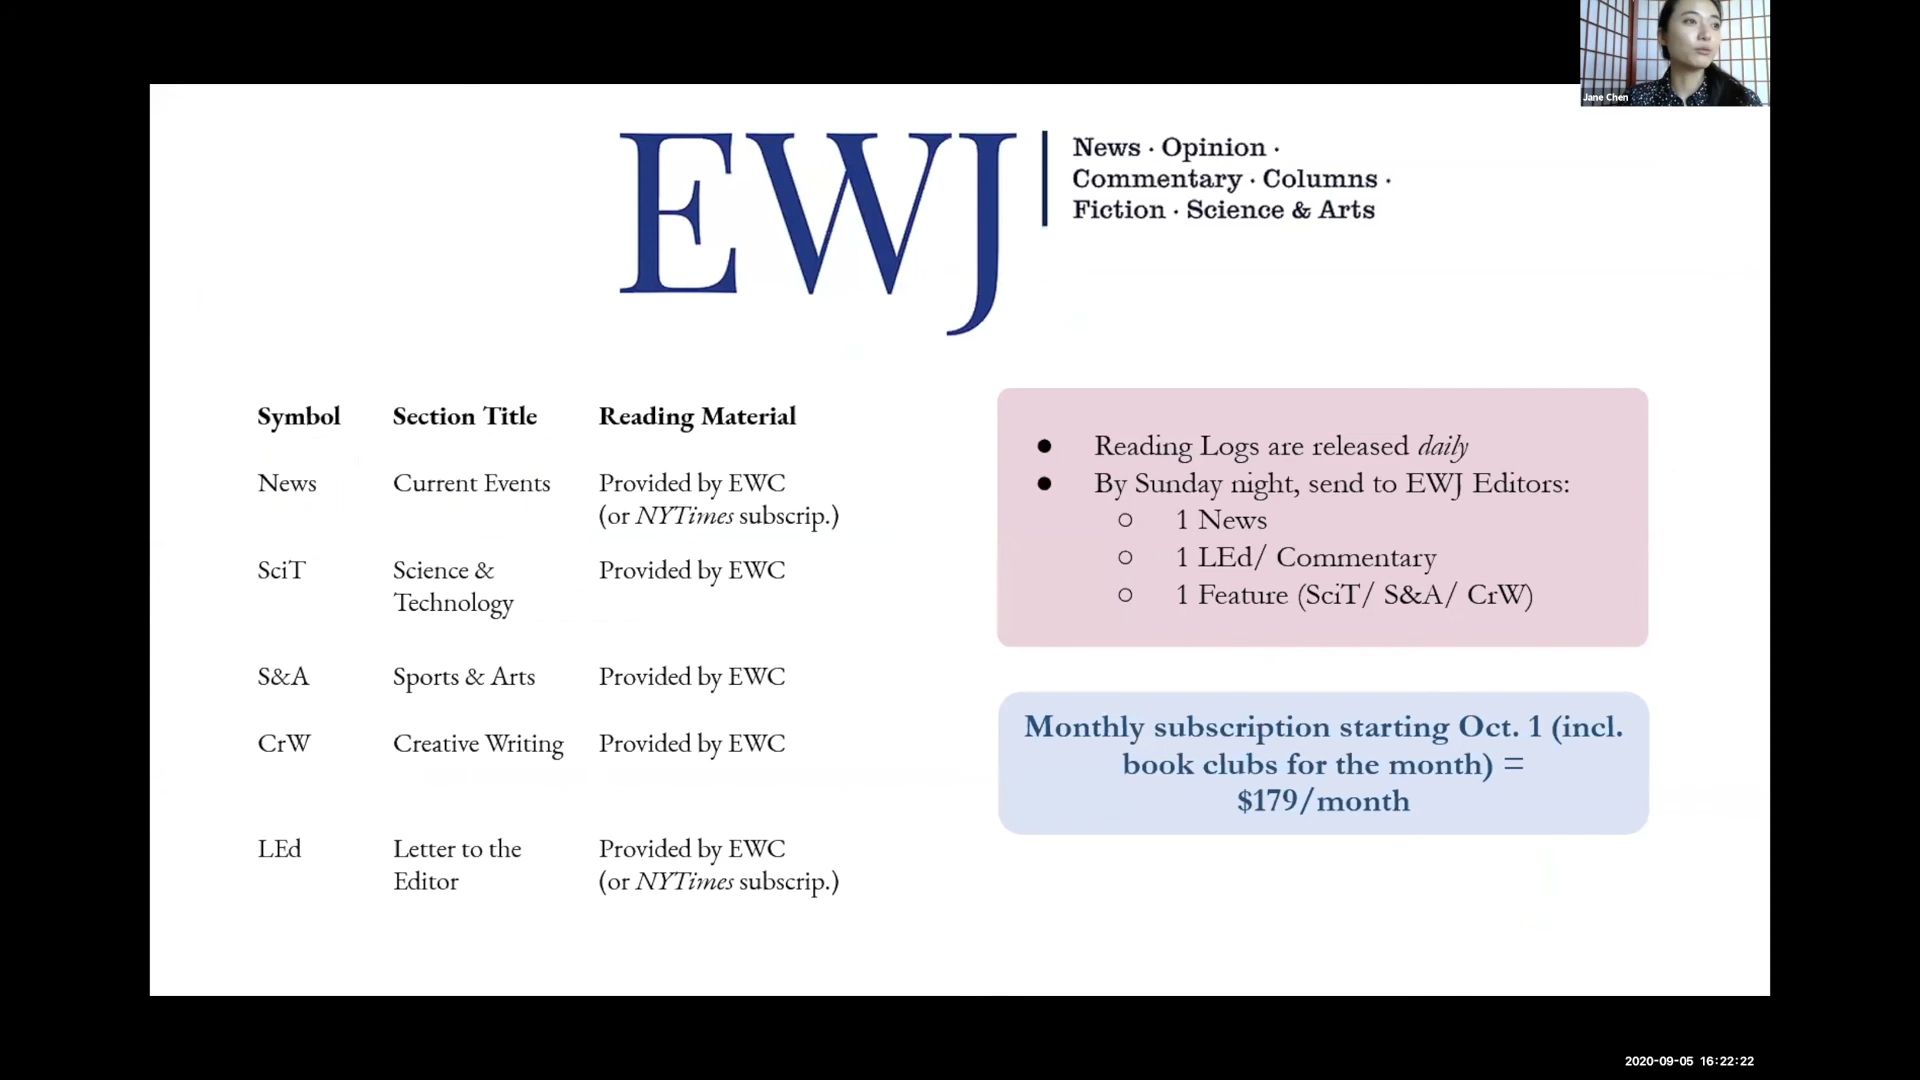 Jane Chen
EWJ
News · Opinion ·
Commentary · Columns ·
Fiction · Science & Arts
Symbol Section Title Reading Material
News Current Events Provided by EWC
(or NYTimes subscrip.)
SciT Science & Provided by EWC
Technology
S&A Sports & Arts Provided by EWC
CrW Creative Writing Provided by EWC
LEd Letter to the Provided by EWC
Editor (or NYTimes subscrip.)
● Reading Logs are released daily
● By Sunday night, send to EWJ Editors:
○ 1 News
○ 1 LEd/ Commentary
○ 1 Feature (SciT/ S&A/ CrW)
Monthly subscription starting Oct. 1 (incl.
book clubs for the month) =
$179/month
2020-09-05 16:22:22